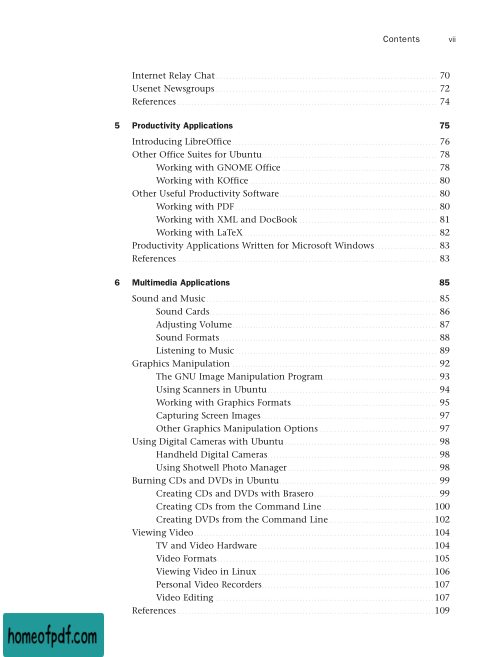 Contents vii
Internet Relay Chat 70
Usenet Newsgroups 72
References 74
5 Productivity Applications 75
Introducing LibreOffice 76
Other Office Suites for Ubuntu 78
Working with GNOME Office 78
Working with KOffice 80
Other Useful Productivity Software 80
Working with PDF 80
Working with XML and DocBook 81
Working with LaTeX 82
Productivity Applications Written for Microsoft Windows 83
References 83
6 Multimedia Applications 85
Sound and Music 85
Sound Cards 86
Adjusting Volume 87
Sound Formats 88
Listening to Music 89
Graphics Manipulation 92
The GNU Image Manipulation Program 93
Using Scanners in Ubuntu 94
Working with Graphics Formats 95
Capturing Screen Images 97
Other Graphics Manipulation Options 97
Using Digital Cameras with Ubuntu 98
Handheld Digital Cameras 98
Using Shotwell Photo Manager 98
Burning CDs and DVDs in Ubuntu 99
Creating CDs and DVDs with Brasero 99
Creating CDs from the Command Line 100
Creating DVDs from the Command Line 102
Viewing Video 104
TV and Video Hardware 104
Video Formats 105
Viewing Video in Linux 106
Personal Video Recorders 107
Video Editing 107
References 109
homeofpdf.com